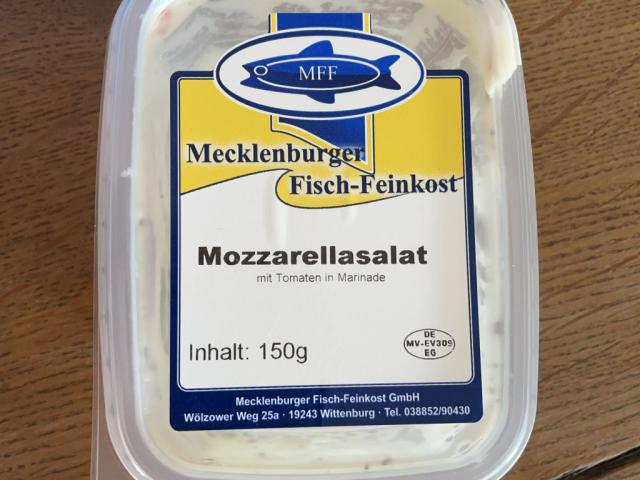 MFF
Mecklenburger
Fisch-Feinkost
Mozzarellasalat
mit Tomaten in Marinade
Inhalt: 150g
DE
MV-EV309
EG
Mecklenburger Fisch-Feinkost GmbH
Wölzower Weg 25a · 19243 Wittenburg · Tel. 038852/90430